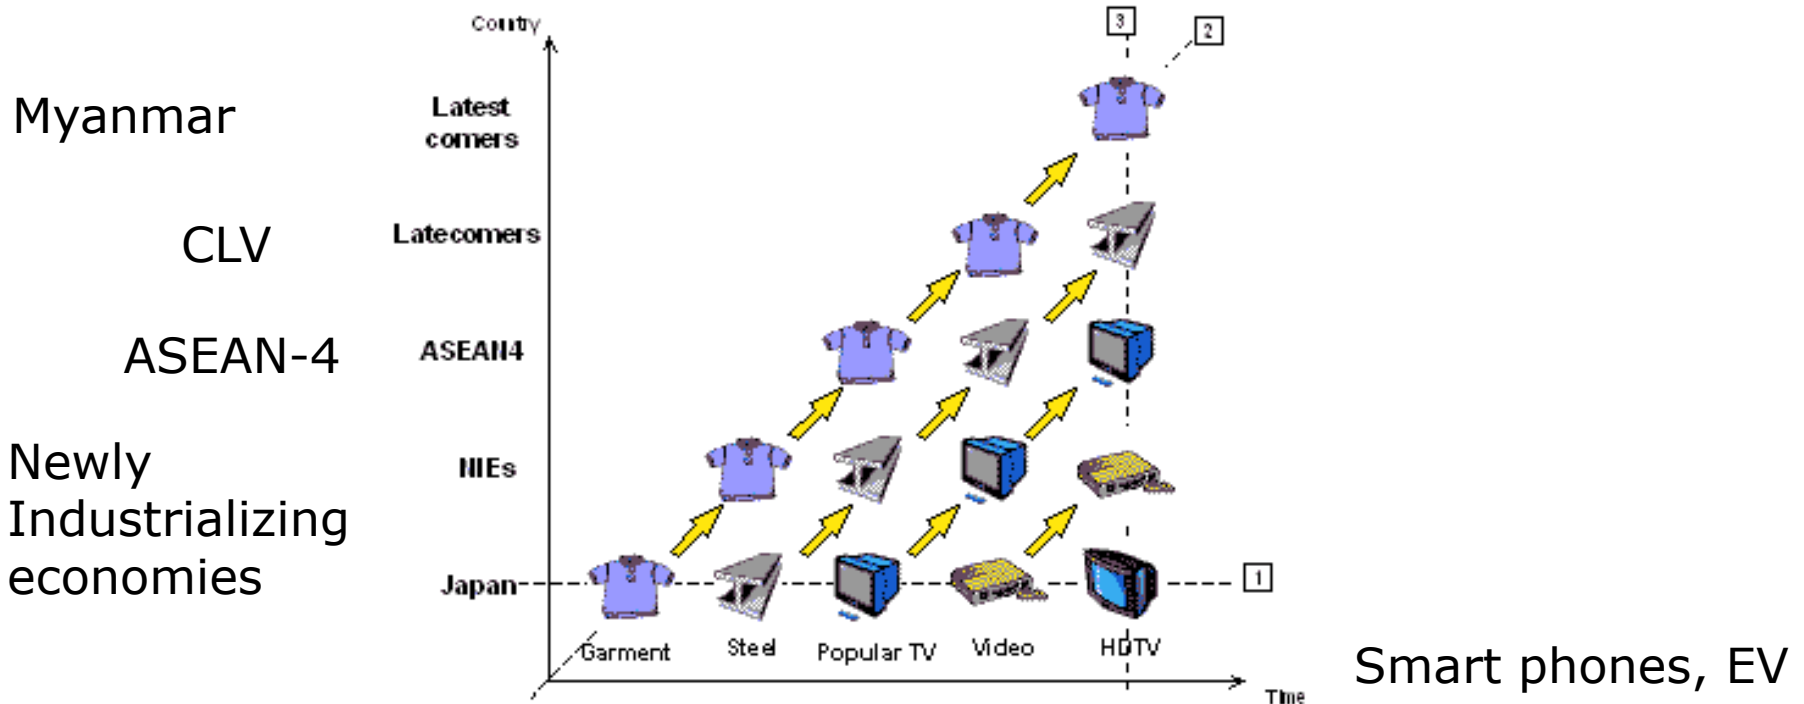 Country
3
2
Myanmar
Latest
comers
CLV
Latecomers
ASEAN-4
ASEAN4
Newly
Industrializing
economies
NIEs
Japan
1
Garment
Steel
Popular TV
Video
HDTV
Smart phones, EV
Time